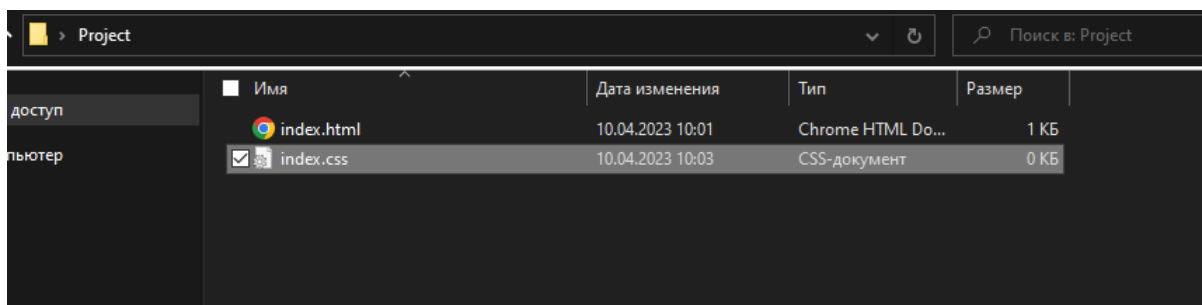 Project
Поиск в: Project
Имя Дата изменения Тип Размер
доступ
index.html 10.04.2023 10:01 Chrome HTML Do... 1 КБ
пьютер
index.css 10.04.2023 10:03 CSS-документ 0 КБ